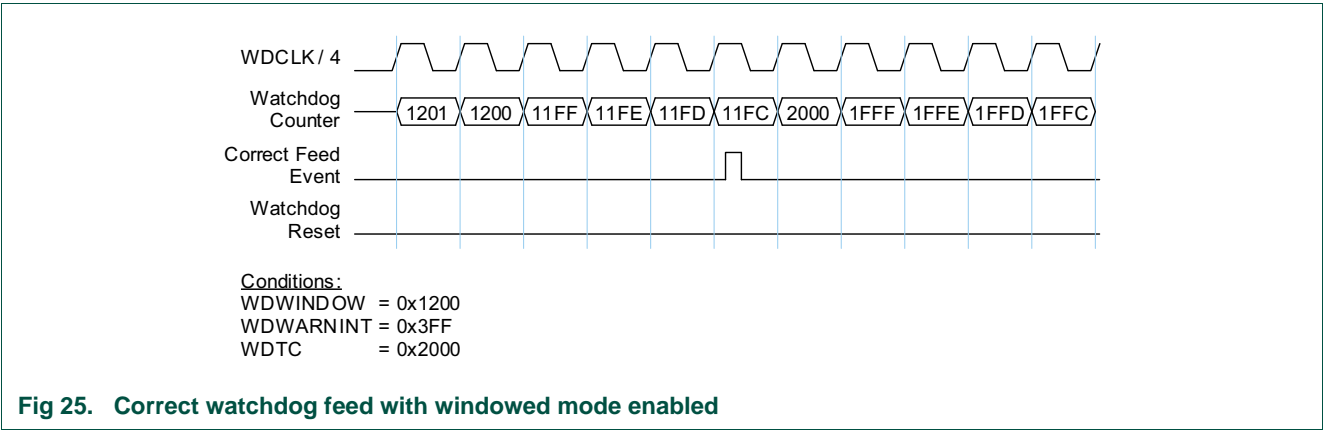 WDCLK / 4
Watchdog
Counter
1201 1200 11FF 11FE 11FD 11FC 2000 1FFF 1FFE 1FFD 1FFC
Correct Feed
Event
Watchdog
Reset
Conditions:
WDWINDOW = 0x1200
WDWARNINT = 0x3FF
WDTC = 0x2000
Fig 25. Correct watchdog feed with windowed mode enabled